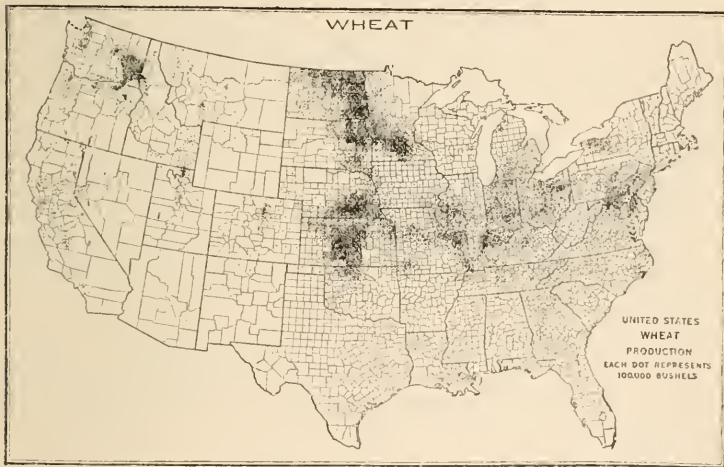 WHEAT
UNITED STATES
WHEAT
PRODUCTION
EACH DOT REPRESENTS
100,000 BUSHELS